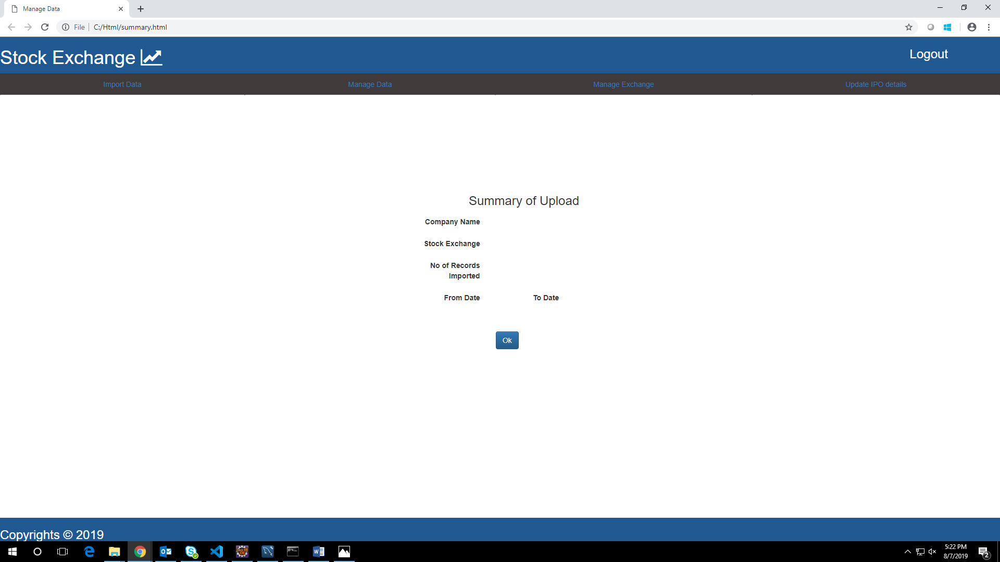 Manage Data
File
C:/Html/summary.html
Stock Exchange
Logout
Import Data
Manage Data
Manage Exchange
Update IPO details
Summary of Upload
Company Name
Stock Exchange
No of Records
Imported
From Date
To Date
Ok
Copyrights © 2019
5:22 PM
8/7/2019
2